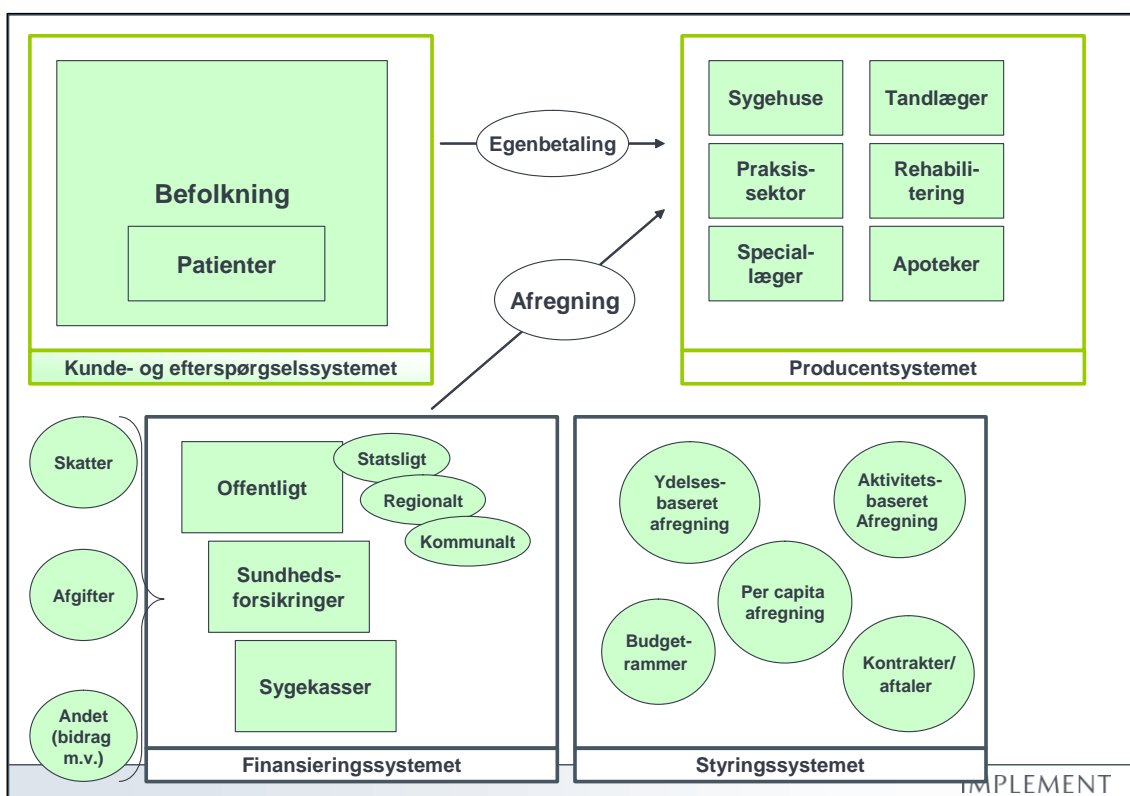 Befolkning
Patienter
Kunde- og efterspørgselssystemet
Egenbetaling
Afregning
Sygehuse
Tandlæger
Praksis-
sektor
Rehabili-
tering
Special-
læger
Apoteker
Producentsystemet
Skatter
Afgifter
Andet
(bidrag
m.v.)
Offentligt
Statsligt
Regionalt
Kommunalt
Sundheds-
forsikringer
Sygekasser
Finansieringssystemet
Ydelses-
baseret
afregning
Aktivitets-
baseret
Afregning
Per capita
afregning
Budget-
rammer
Kontrakter/
aftaler
Styringssystemet
IMPLEMENT